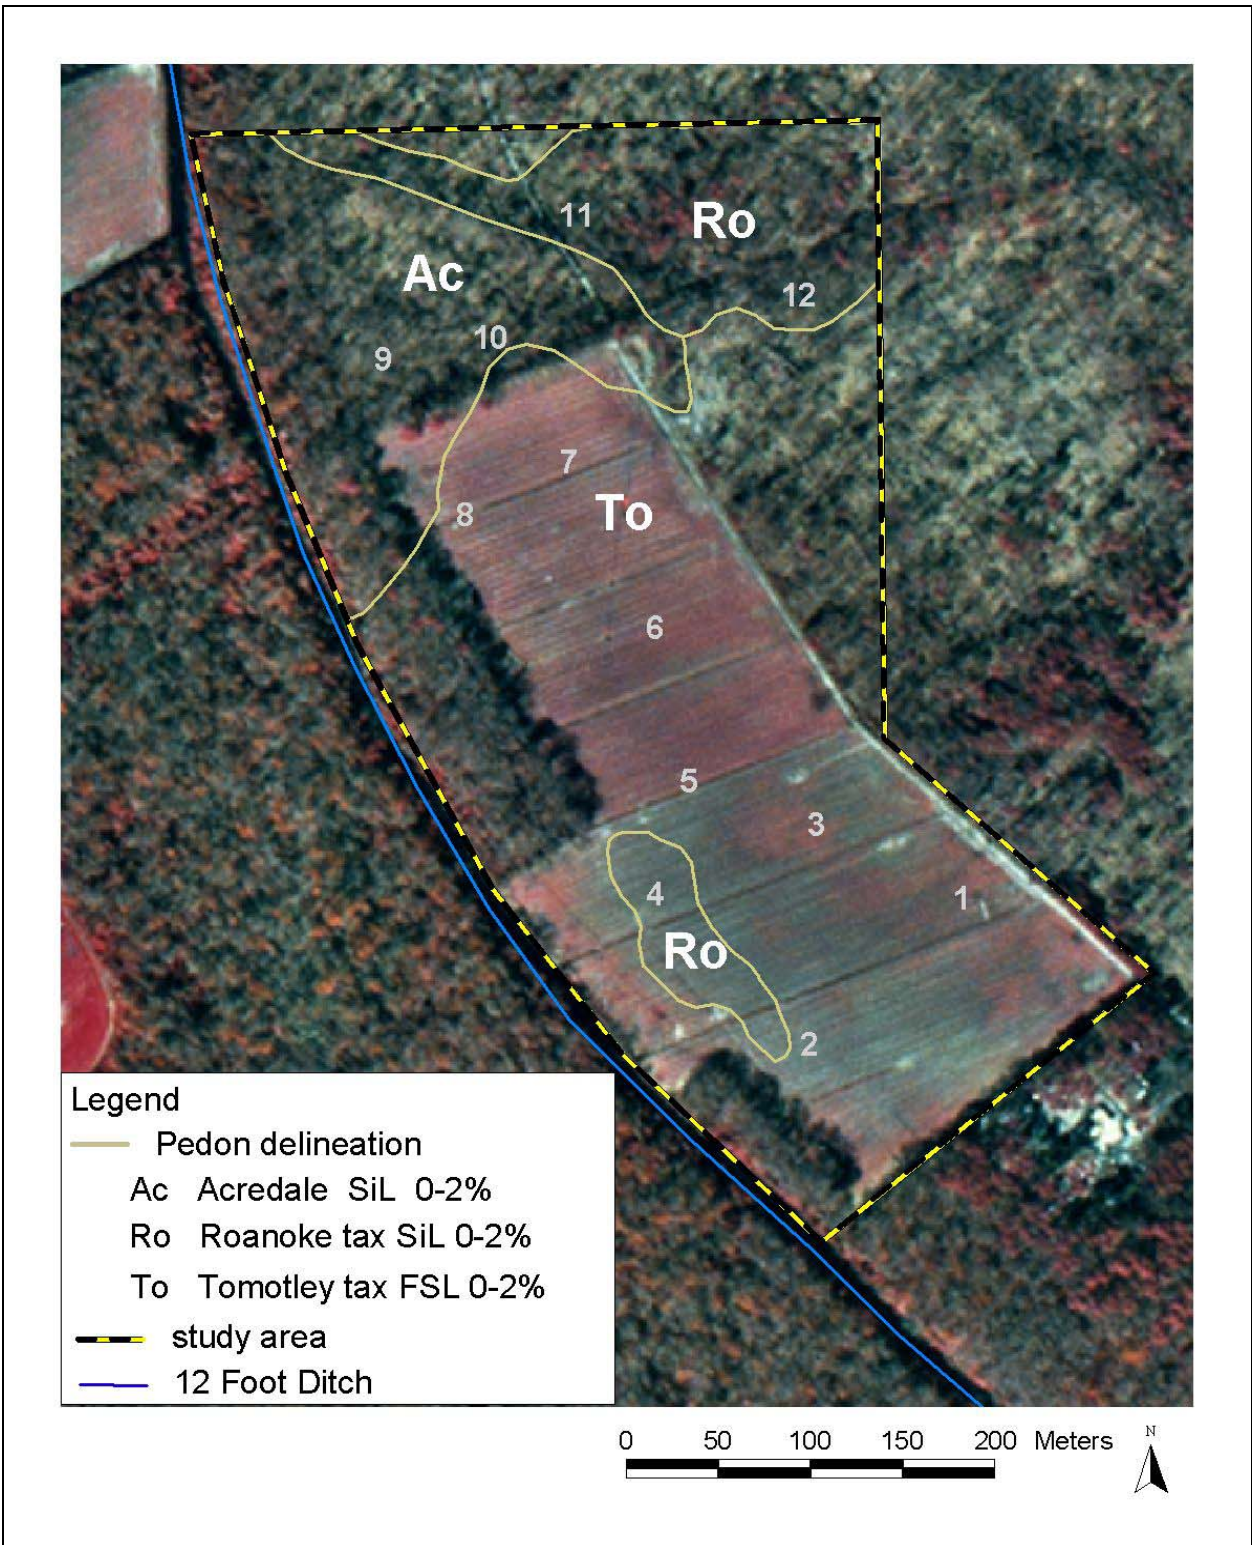 11
Ro
Ac
12
10
9
7
To
8
6
5
3
4
1
Ro
2
Legend
Pedon delineation
Ac Acredale SiL 0-2%
Ro Roanoke tax SiL 0-2%
To Tomotley tax FSL 0-2%
study area
12 Foot Ditch
0 50 100 150 200 Meters
N